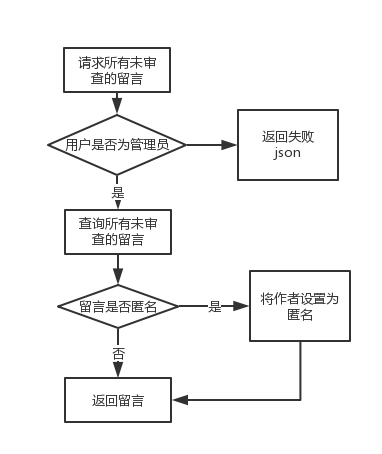 请求所有未审
查的留言
用户是否为管理员
返回失败
json
是
查询所有未审
查的留言
留言是否匿名
是
将作者设置为
匿名
否
返回留言